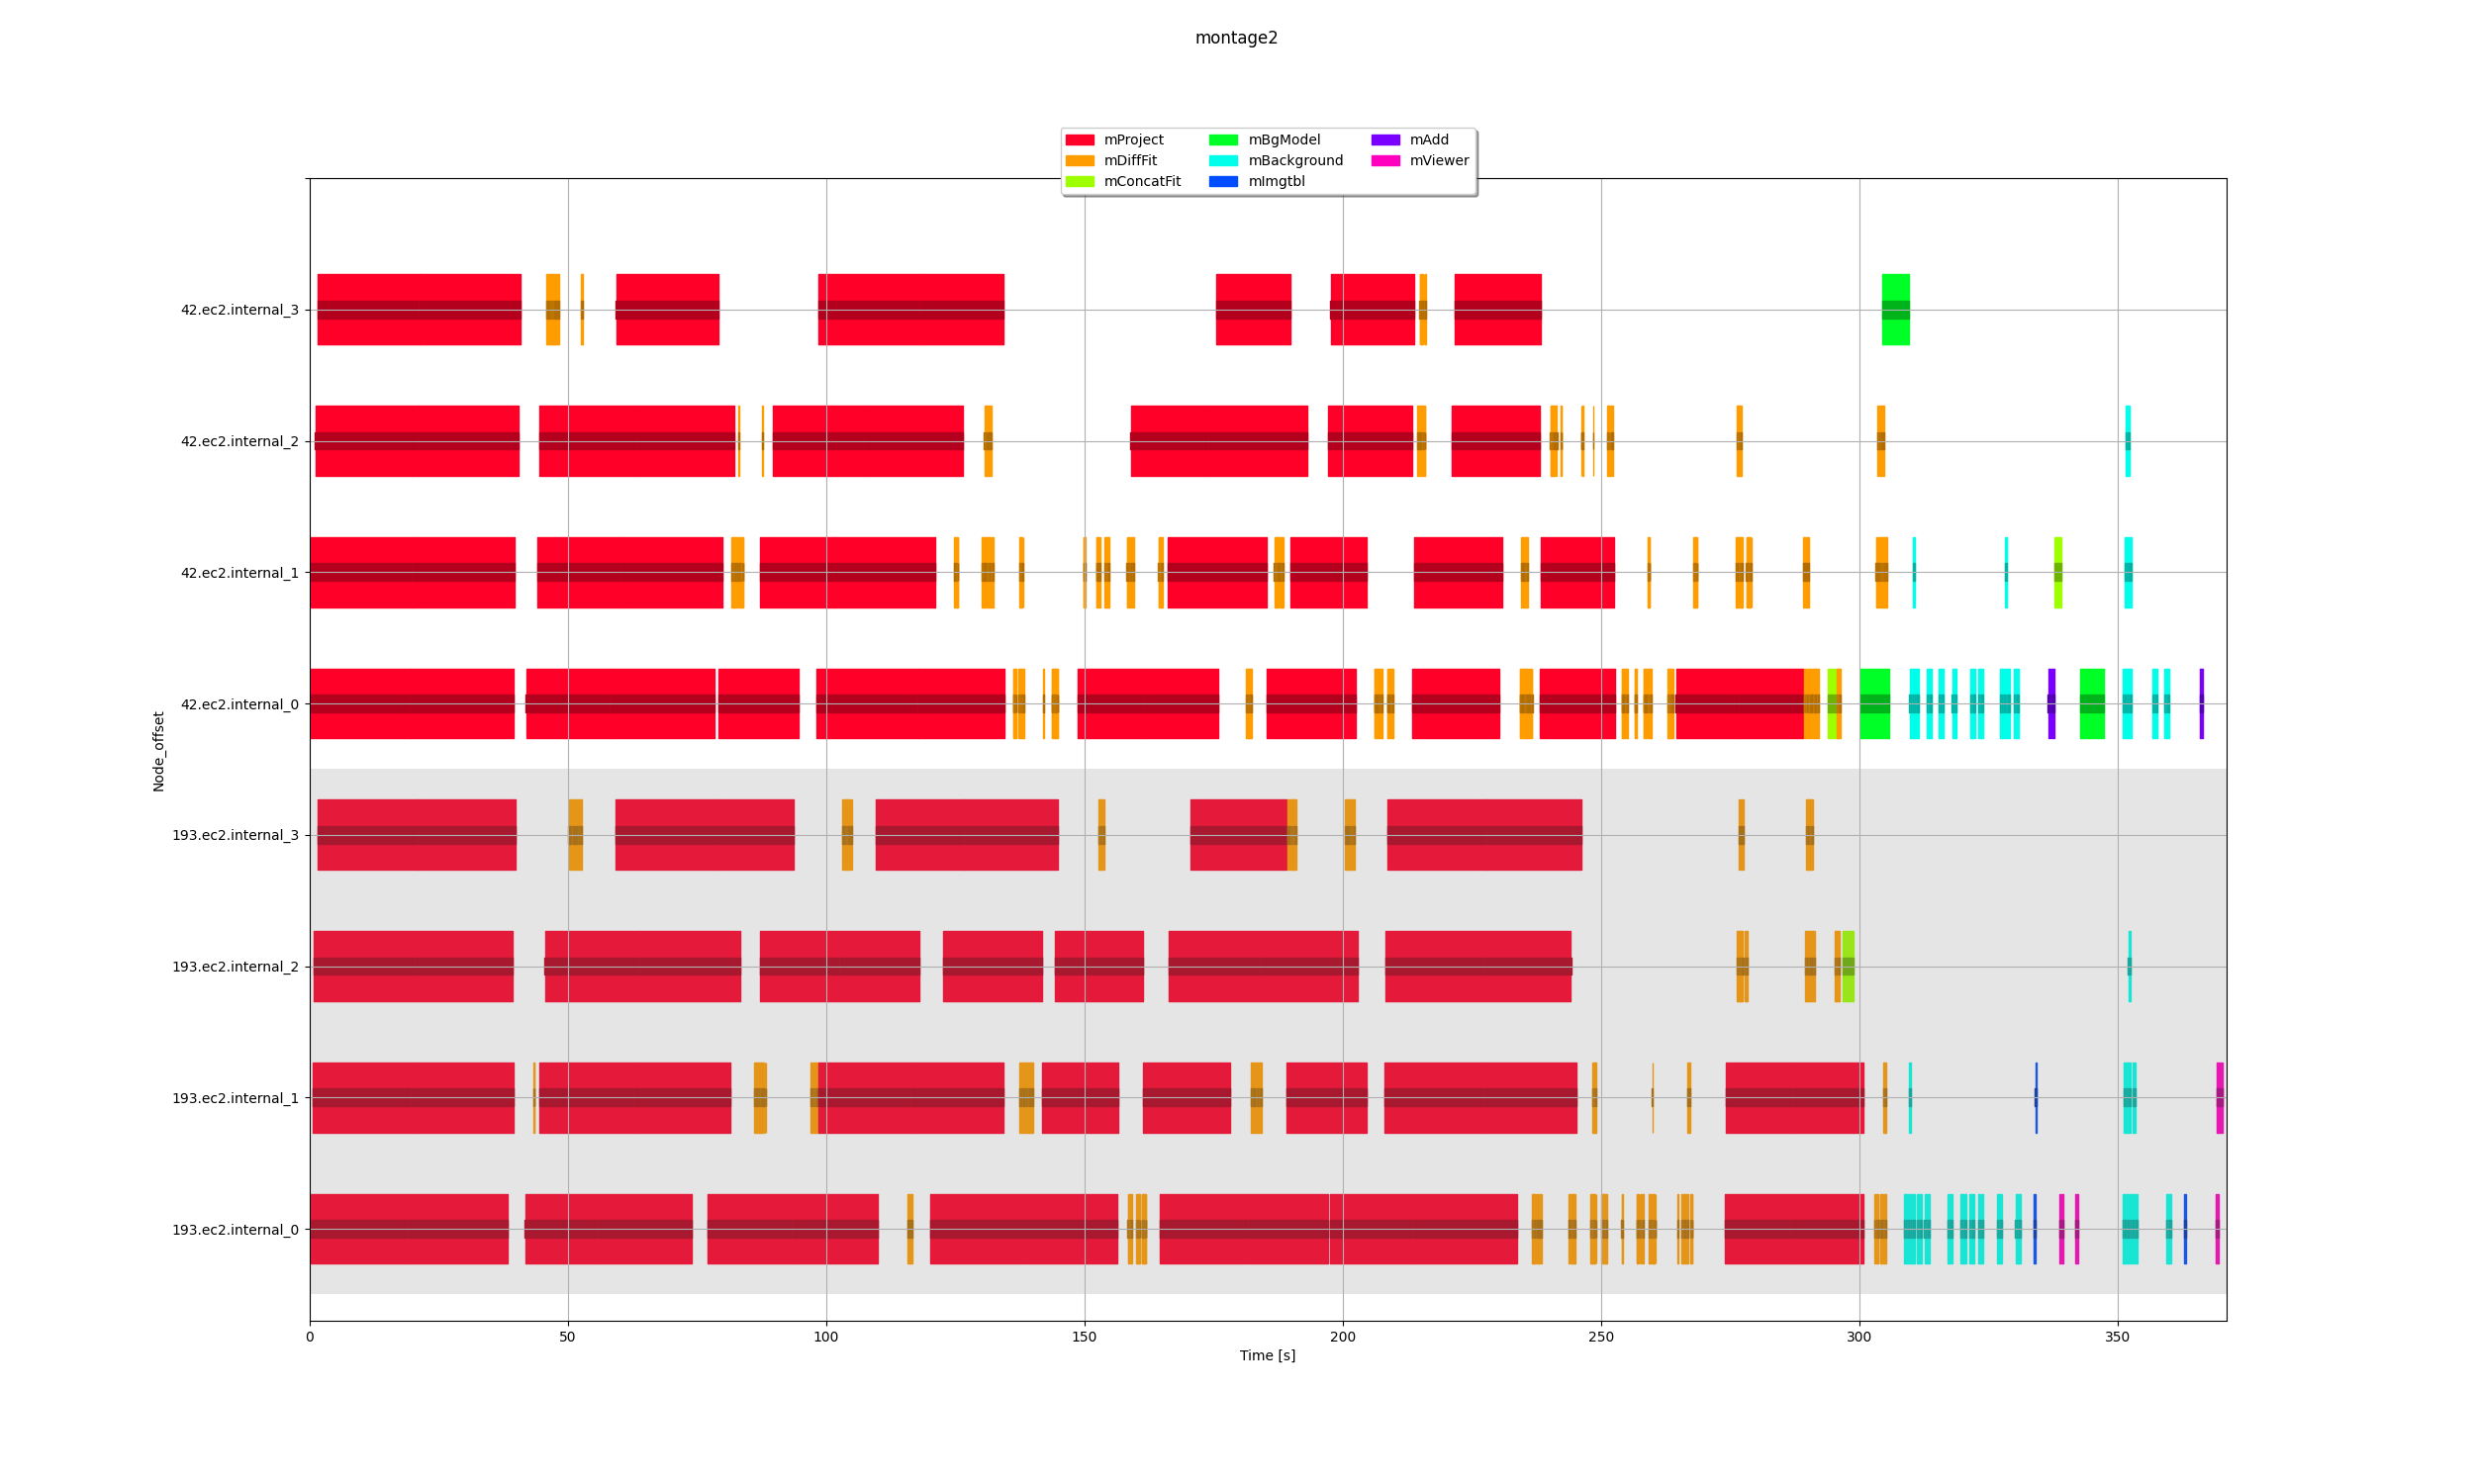 montage2
mProject mBgModel mAdd
mDiffFit mBackground mViewer
mConcatFit mImgtbl
42.ec2.internal_3
42.ec2.internal_2
42.ec2.internal_1
42.ec2.internal_0
193.ec2.internal_3
193.ec2.internal_2
193.ec2.internal_1
193.ec2.internal_0
Node_offset
0 50 100 150 200 250 300 350
Time [s]